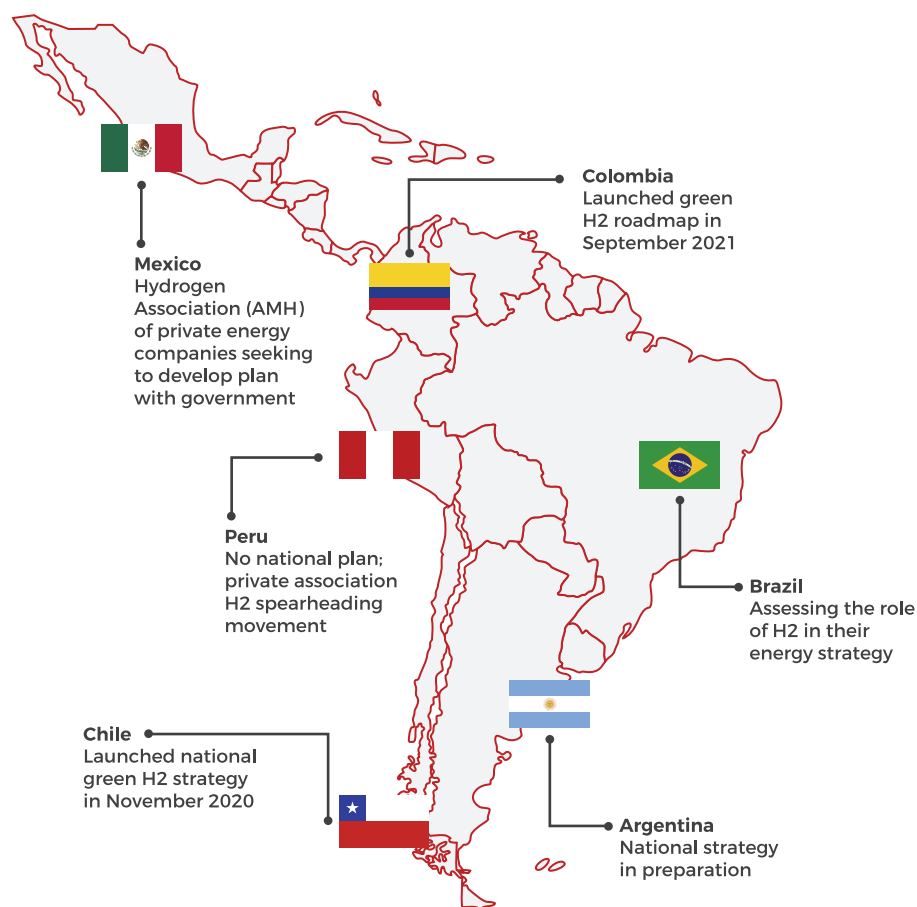 Colombia
Launched green
H2 roadmap in
September 2021
Mexico
Hydrogen
Association (AMH)
of private energy
companies seeking
to develop plan
with government
Peru
No national plan;
private association
H2 spearheading
movement
Brazil
Assessing the role
of H2 in their
energy strategy
Chile
Launched national
green H2 strategy
in November 2020
Argentina
National strategy
in preparation